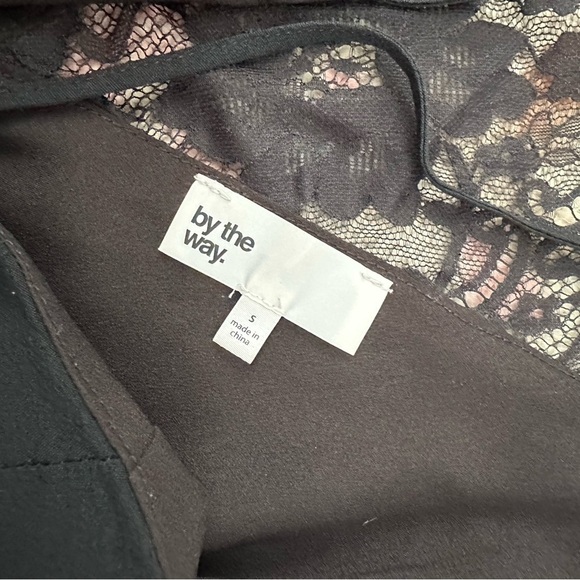 by the
way.
s
made in
china